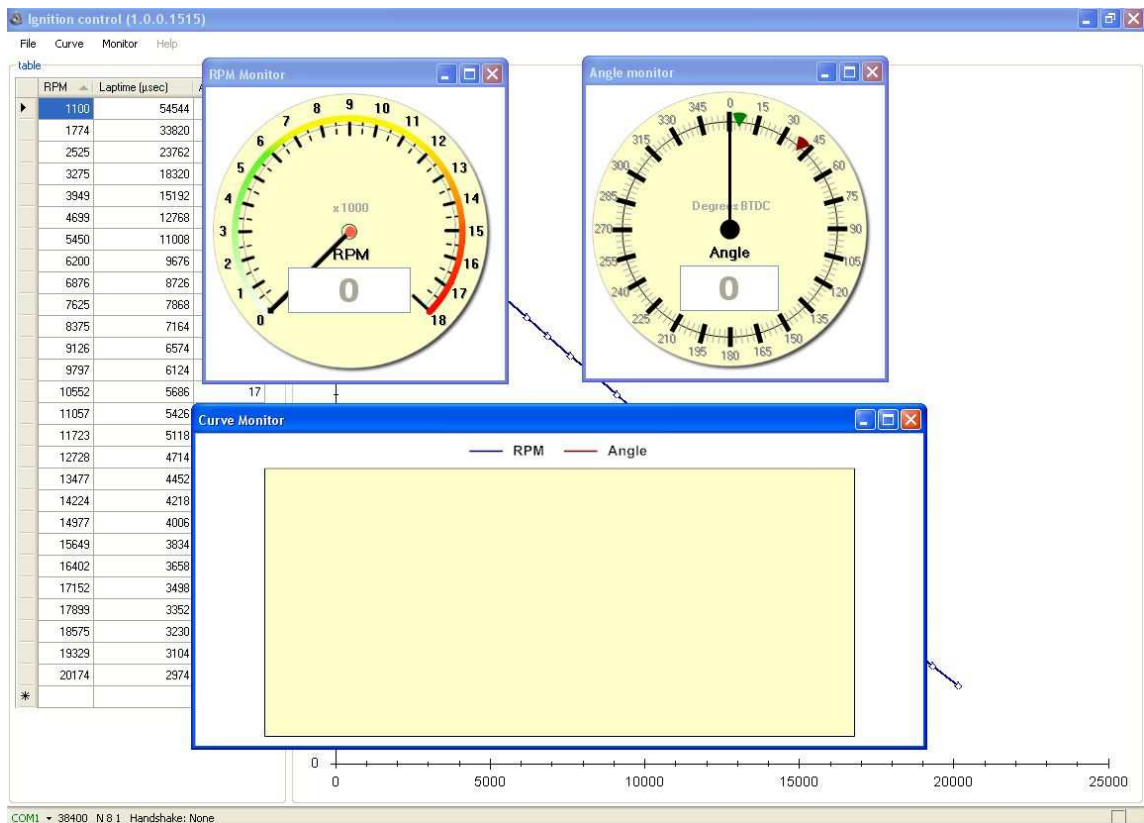 Ignition control (1.0.0.1515)
File Curve Monitor Help
table
RPM Laptime (µsec) A
1100 54544
1774 33820
2525 23762
3275 18320
3949 15192
4699 12768
5450 11008
6200 9676
6876 8726
7625 7868
8375 7164
9126 6574
9797 6124
10552 5686 17
11057 5426
11723 5118
12728 4714
13477 4452
14224 4218
14977 4006
15649 3834
16402 3658
17152 3498
17899 3352
18575 3230
19329 3104
20174 2974
RPM Monitor
0 1 2 3 4 5 6 7 8 9 10 11 12 13 14 15 16 17 18
x1000
RPM
0
Angle monitor
0 15 30 45 60 75 90 105 120 135 150 165 180 195 210 225 240 255 270 285 300 315 330 345
Degrees BTDC
Angle
0
Curve Monitor
RPM Angle
0
0 5000 10000 15000 20000 25000
COM1 38400 N 8 1 Handshake: None